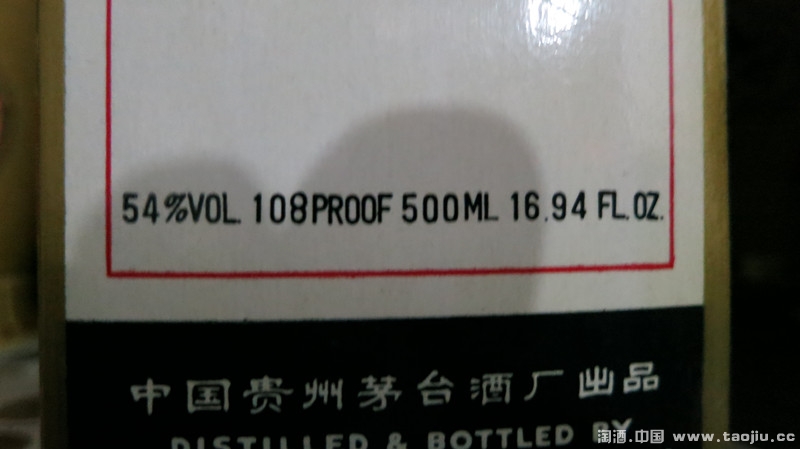 54%VOL. 108PROOF 500ML 16.94 FL.OZ.
中国贵州茅台酒厂出品
DISTILLED & BOTTLED BY
淘酒.中国 www.taojiu.cc